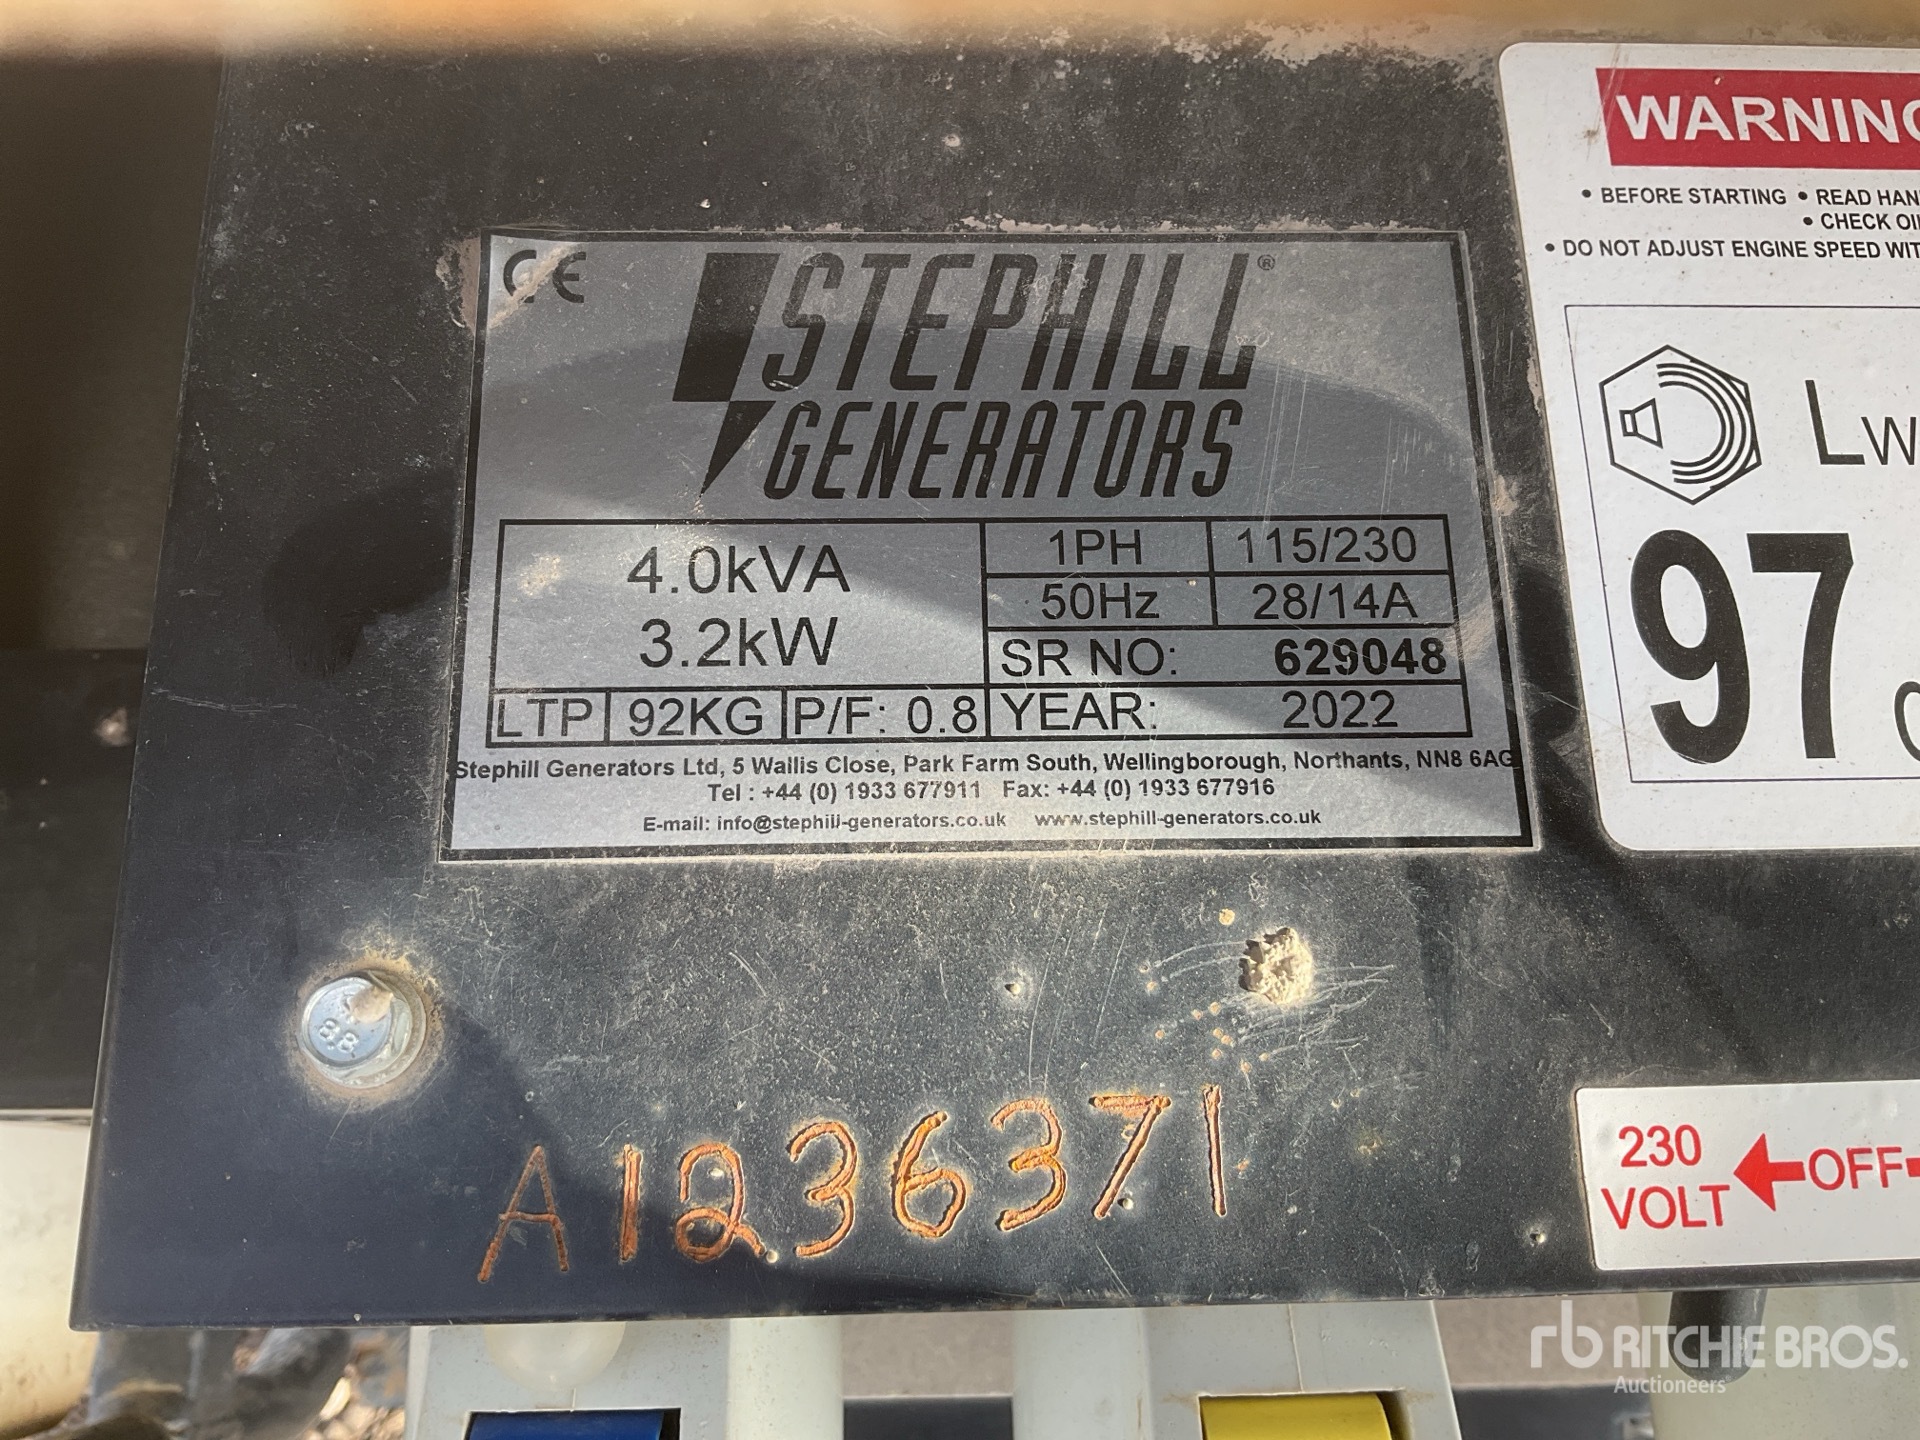 CE
STEPHILL®
GENERATORS
4.0kVA
3.2kW
1PH 115/230
50Hz 28/14A
SR NO: 629048
LTP 92KG P/F: 0.8 YEAR: 2022
Stephill Generators Ltd, 5 Wallis Close, Park Farm South, Wellingborough, Northants, NN8 6AG
Tel : +44 (0) 1933 677911 Fax: +44 (0) 1933 677916
E-mail: info@stephill-generators.co.uk www.stephill-generators.co.uk
WARNING
• BEFORE STARTING • READ HAN
• CHECK OIL
• DO NOT ADJUST ENGINE SPEED WIT
LW
97
8.8
A1236371
230
VOLT
OFF
rb RITCHIE BROS.
Auctioneers